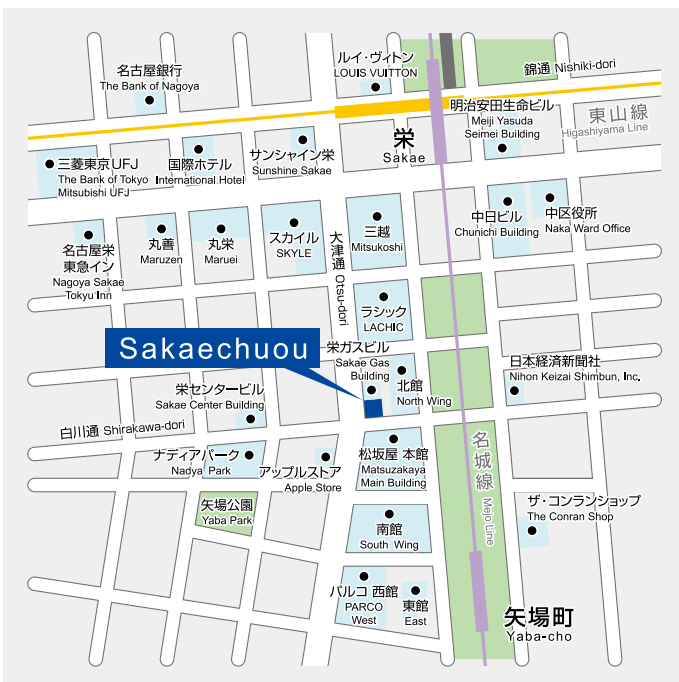 ルイ・ヴィトン
LOUIS VUITTON
名古屋銀行
The Bank of Nagoya
錦通 Nishiki-dori
明治安田生命ビル
Meiji Yasuda
Seimei Building
東山線
Higashiyama Line
栄
Sakae
三菱東京UFJ
The Bank of Tokyo
Mitsubishi UFJ
国際ホテル
International Hotel
サンシャイン栄
Sunshine Sakae
中日ビル
Chunichi Building
中区役所
Naka Ward Office
名古屋栄
東急イン
Nagoya Sakae
Tokyu Inn
丸善
Maruzen
丸栄
Maruei
スカイル
SKYLE
大津通 Otsu-dori
三越
Mitsukoshi
ラシック
LACHIC
Sakaechuou
栄ガスビル
Sakae Gas
Building
北館
North Wing
日本経済新聞社
Nihon Keizai Shimbun, Inc.
栄センタービル
Sakae Center Building
白川通 Shirakawa-dori
ナディアパーク
Nadya Park
アップルストア
Apple Store
松坂屋 本館
Matsuzakaya
Main Building
名城線
Mejo Line
矢場公園
Yaba Park
南館
South Wing
ザ・コンランショップ
The Conran Shop
パルコ 西館
PARCO
West
東館
East
矢場町
Yaba-cho